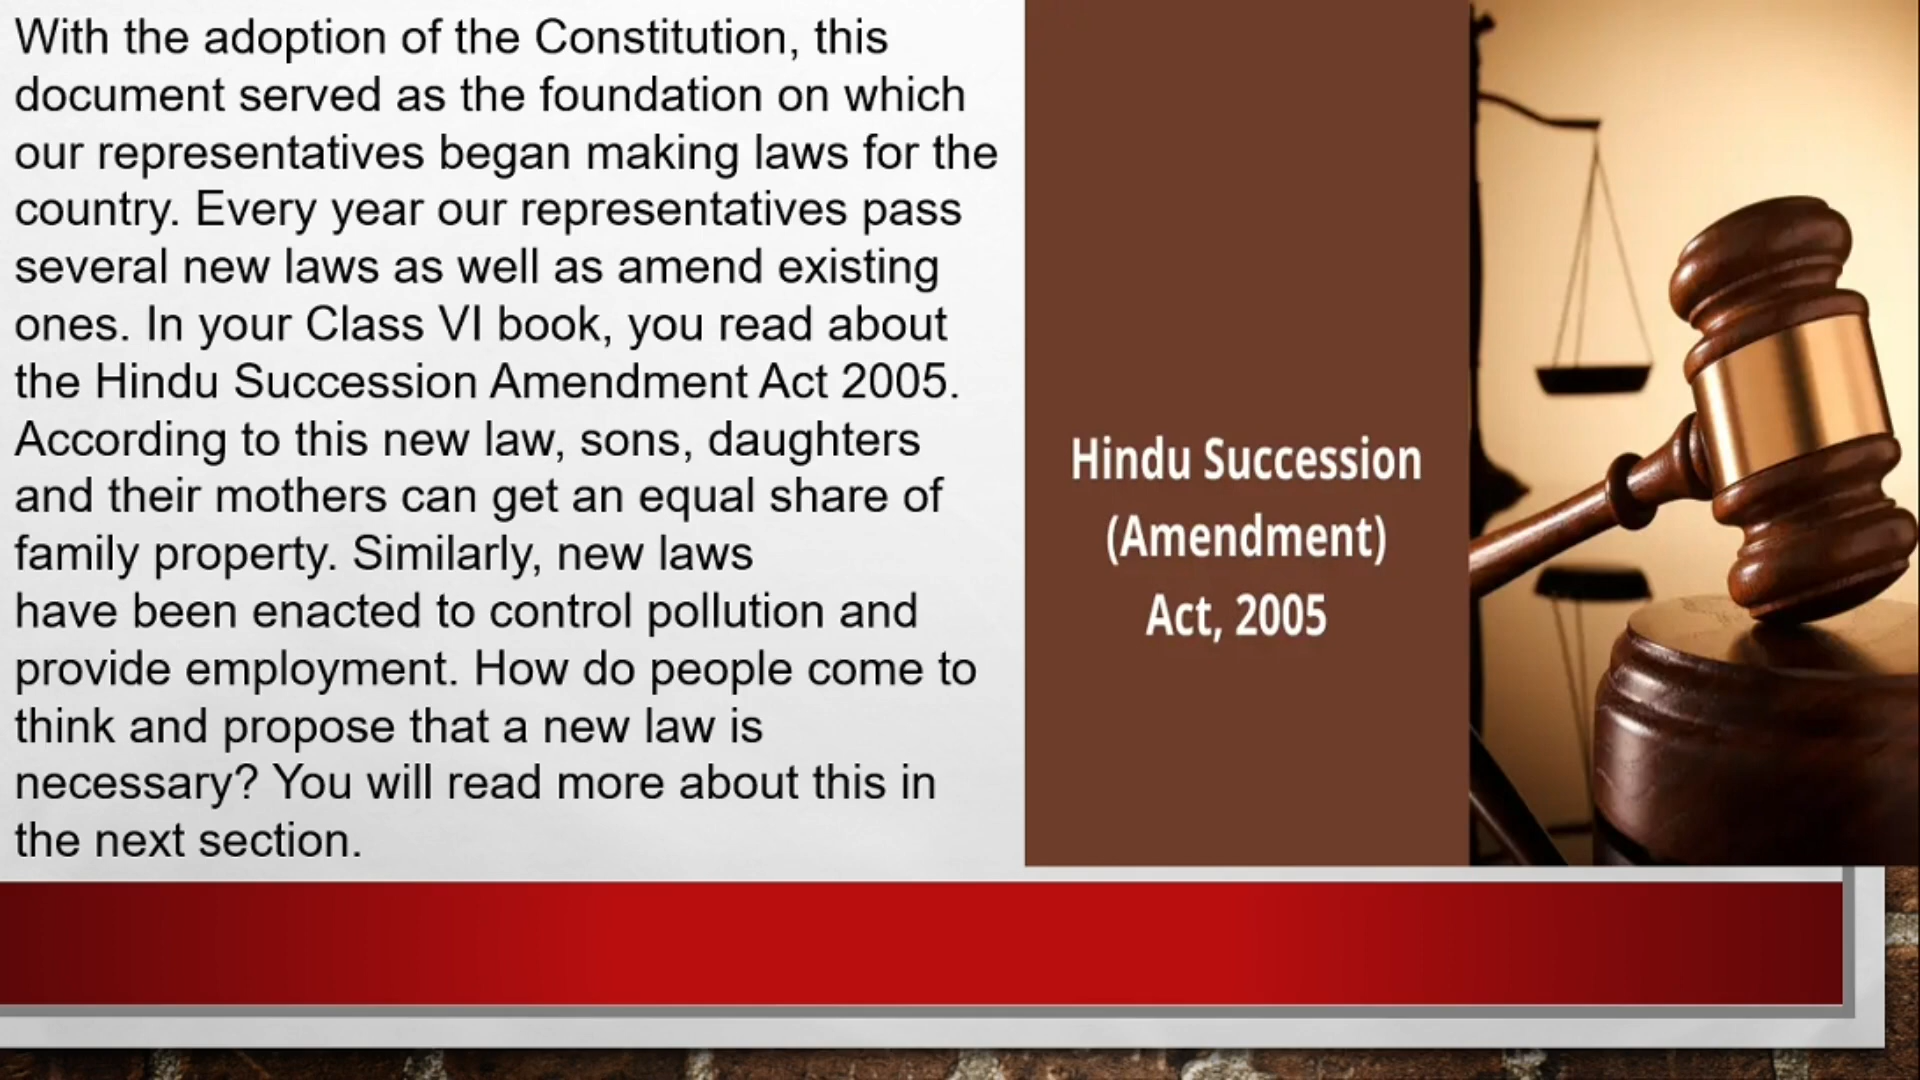 With the adoption of the Constitution, this
document served as the foundation on which
our representatives began making laws for the
country. Every year our representatives pass
several new laws as well as amend existing
ones. In your Class VI book, you read about
the Hindu Succession Amendment Act 2005.
According to this new law, sons, daughters
and their mothers can get an equal share of
family property. Similarly, new laws
have been enacted to control pollution and
provide employment. How do people come to
think and propose that a new law is
necessary? You will read more about this in
the next section.
Hindu Succession
(Amendment)
Act, 2005